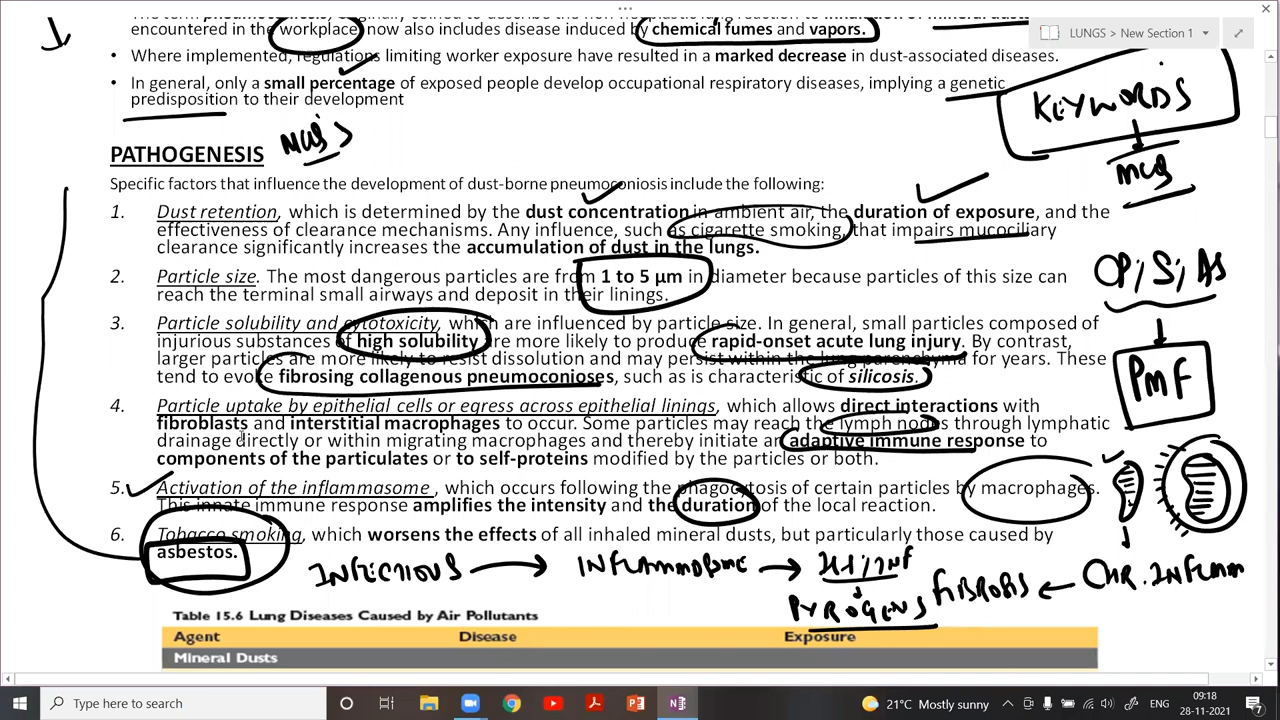 LUNGS > New Section 1
encountered in the workplace, now also includes disease induced by chemical fumes and vapors.
• Where implemented, regulations limiting worker exposure have resulted in a marked decrease in dust-associated diseases.
• In general, only a small percentage of exposed people develop occupational respiratory diseases, implying a genetic
predisposition to their development
KEYWORDS
MCQs
MCQs
PATHOGENESIS
Specific factors that influence the development of dust-borne pneumoconiosis include the following:
1. Dust retention, which is determined by the dust concentration in ambient air, the duration of exposure, and the
effectiveness of clearance mechanisms. Any influence, such as cigarette smoking, that impairs mucociliary
clearance significantly increases the accumulation of dust in the lungs.
2. Particle size. The most dangerous particles are from 1 to 5 μm in diameter because particles of this size can
reach the terminal small airways and deposit in their linings.
CP; S; AS
3. Particle solubility and cytotoxicity, which are influenced by particle size. In general, small particles composed of
injurious substances of high solubility are more likely to produce rapid-onset acute lung injury. By contrast,
larger particles are more likely to resist dissolution and may persist within the lung parenchyma for years. These
tend to evoke fibrosing collagenous pneumoconioses, such as is characteristic of silicosis.
PMF
4. Particle uptake by epithelial cells or egress across epithelial linings, which allows direct interactions with
fibroblasts and interstitial macrophages to occur. Some particles may reach the lymph nodes through lymphatic
drainage directly or within migrating macrophages and thereby initiate an adaptive immune response to
components of the particulates or to self-proteins modified by the particles or both.
5. Activation of the inflammasome, which occurs following the phagocytosis of certain particles by macrophages.
This innate immune response amplifies the intensity and the duration of the local reaction.
6. Tobacco smoking, which worsens the effects of all inhaled mineral dusts, but particularly those caused by
asbestos.
INFECTIOUS INFLAMMASOME
PYROGENS FIBROSIS CHR. INFLAMM
Table 15.6 Lung Diseases Caused by Air Pollutants
Agent Disease Exposure
Mineral Dusts
Type here to search
21°C Mostly sunny
ENG
09:18
28-11-2021
7